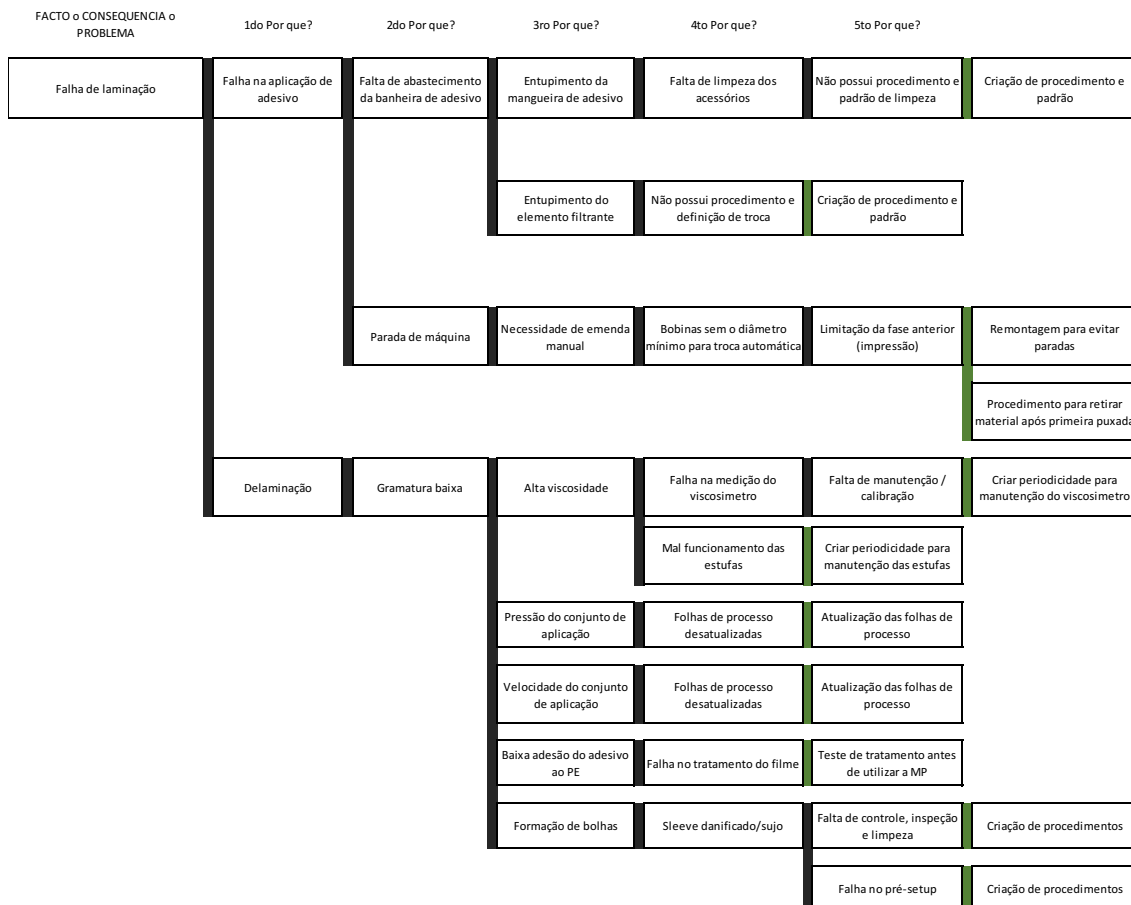 FACTO o CONSEQUENCIA o
PROBLEMA
1do Por que?
2do Por que?
3ro Por que?
4to Por que?
5to Por que?
Falha de laminação
Falha na aplicação de
adesivo
Falta de abastecimento
da banheira de adesivo
Entupimento da
mangueira de adesivo
Falta de limpeza dos
acessórios
Não possui procedimento e
padrão de limpeza
Criação de procedimento e
padrão
Entupimento do
elemento filtrante
Não possui procedimento e
definição de troca
Criação de procedimento e
padrão
Parada de máquina
Necessidade de emenda
manual
Bobinas sem o diâmetro
mínimo para troca automática
Limitação da fase anterior
(impressão)
Remontagem para evitar
paradas
Procedimento para retirar
material após primeira puxada
Delaminação
Gramatura baixa
Alta viscosidade
Falha na medição do
viscosimetro
Falta de manutenção /
calibração
Criar periodicidade para
manutenção do viscosimetro
Mal funcionamento das
estufas
Criar periodicidade para
manutenção das estufas
Pressão do conjunto de
aplicação
Folhas de processo
desatualizadas
Atualização das folhas de
processo
Velocidade do conjunto
de aplicação
Folhas de processo
desatualizadas
Atualização das folhas de
processo
Baixa adesão do adesivo
ao PE
Falha no tratamento do filme
Teste de tratamento antes
de utilizar a MP
Formação de bolhas
Sleeve danificado/sujo
Falta de controle, inspeção
e limpeza
Criação de procedimentos
Falha no pré-setup
Criação de procedimentos